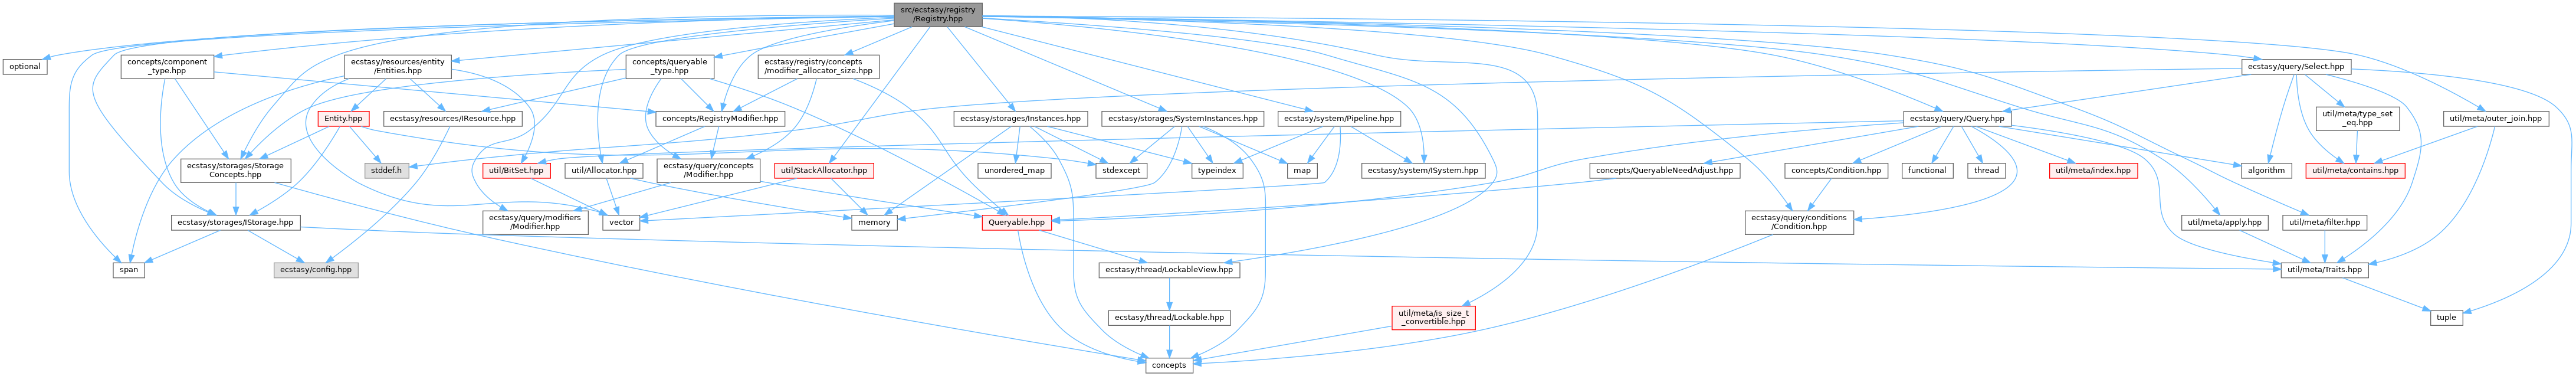 src/ecstasy/registry
/Registry.hpp
optional
concepts/component
_type.hpp
ecstasy/resources/entity
/Entities.hpp
concepts/queryable
_type.hpp
ecstasy/registry/concepts
/modifier_allocator_size.hpp
ecstasy/query/Select.hpp
Entity.hpp
ecstasy/resources/IResource.hpp
concepts/RegistryModifier.hpp
ecstasy/storages/Instances.hpp
ecstasy/storages/SystemInstances.hpp
ecstasy/system/Pipeline.hpp
ecstasy/query/Query.hpp
util/meta/type_set
_eq.hpp
util/meta/outer_join.hpp
ecstasy/storages/Storage
Concepts.hpp
stddef.h
util/BitSet.hpp
util/Allocator.hpp
ecstasy/query/concepts
/Modifier.hpp
util/StackAllocator.hpp
unordered_map
stdexcept
typeindex
map
ecstasy/system/ISystem.hpp
concepts/QueryableNeedAdjust.hpp
concepts/Condition.hpp
functional
thread
util/meta/index.hpp
algorithm
util/meta/contains.hpp
ecstasy/storages/IStorage.hpp
ecstasy/query/modifiers
/Modifier.hpp
vector
memory
Queryable.hpp
ecstasy/query/conditions
/Condition.hpp
util/meta/apply.hpp
util/meta/filter.hpp
span
ecstasy/config.hpp
ecstasy/thread/LockableView.hpp
util/meta/Traits.hpp
ecstasy/thread/Lockable.hpp
util/meta/is_size_t
_convertible.hpp
tuple
concepts